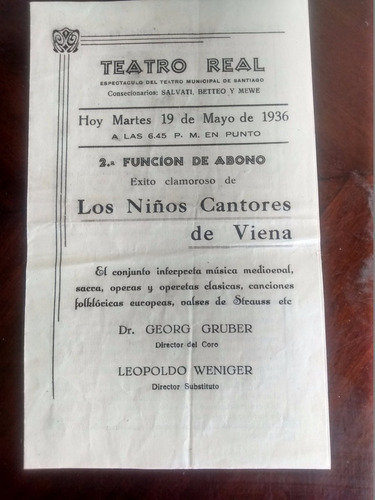 TEATRO REAL
ESPECTACULO DEL TEATRO MUNICIPAL DE SANTIAGO
Consecionarios: SALVATI, BETTEO Y MEWE
Hoy Martes 19 de Mayo de 1936
A LAS 6.45 P. M. EN PUNTO
2.a FUNCION DE ABONO
Exito clamoroso de
Los Niños Cantores
de Viena
El conjunto interpreta música medioeval,
sacra, operas y operetas clasicas, canciones
folklóricas europeas, valses de Strauss etc
Dr. GEORG GRUBER
Director del Coro
LEOPOLDO WENIGER
Director Substituto